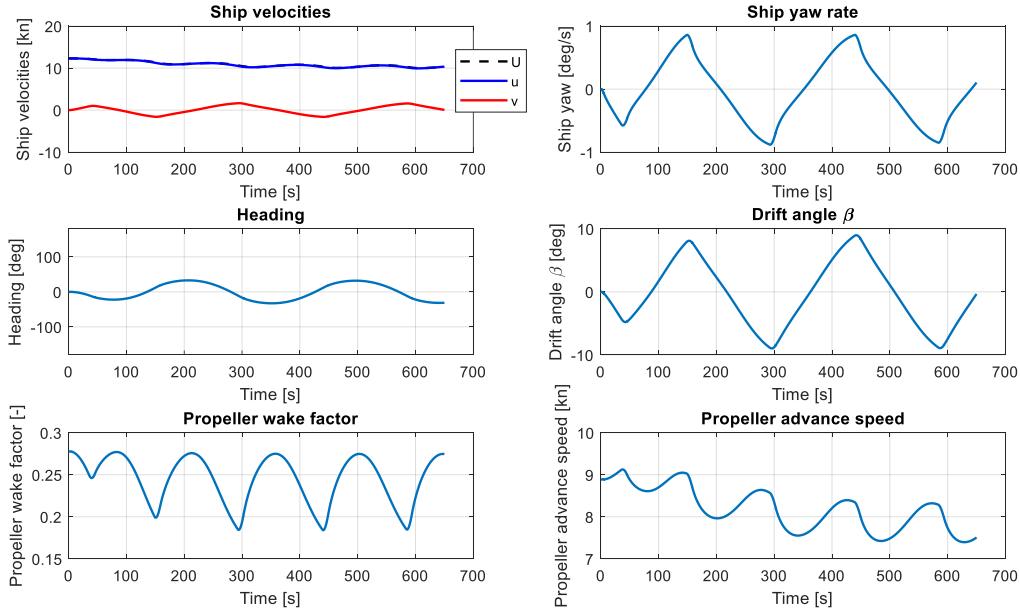 Ship velocities
Ship velocities [kn]
20
10
0
-10
0 100 200 300 400 500 600 700
Time [s]
U
u
v
Ship yaw rate
Ship yaw [deg/s]
1
0
-1
0 100 200 300 400 500 600 700
Time [s]
Heading
Heading [deg]
100
0
-100
0 100 200 300 400 500 600 700
Time [s]
Drift angle β
Drift angle β [deg]
10
0
-10
0 100 200 300 400 500 600 700
Time [s]
Propeller wake factor
Propeller wake factor [-]
0.3
0.25
0.2
0.15
0 100 200 300 400 500 600 700
Time [s]
Propeller advance speed
Propeller advance speed [kn]
10
9
8
7
0 100 200 300 400 500 600 700
Time [s]